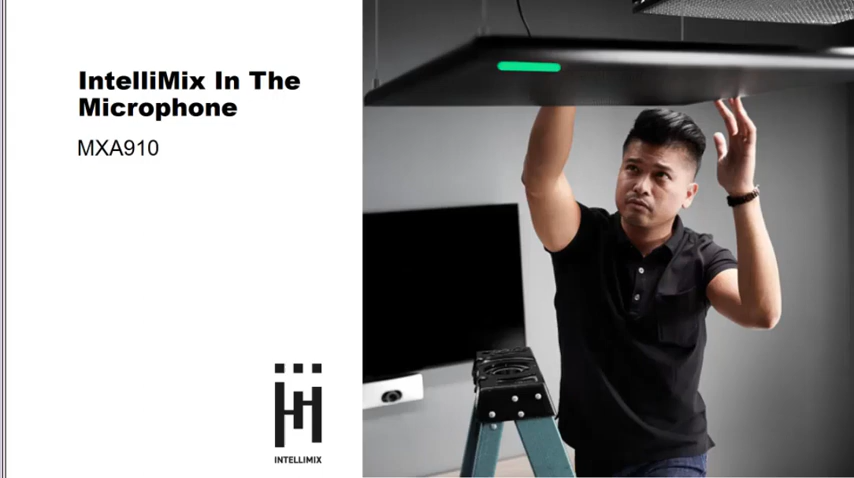 IntelliMix In The
Microphone
MXA910
INTELLIMIX